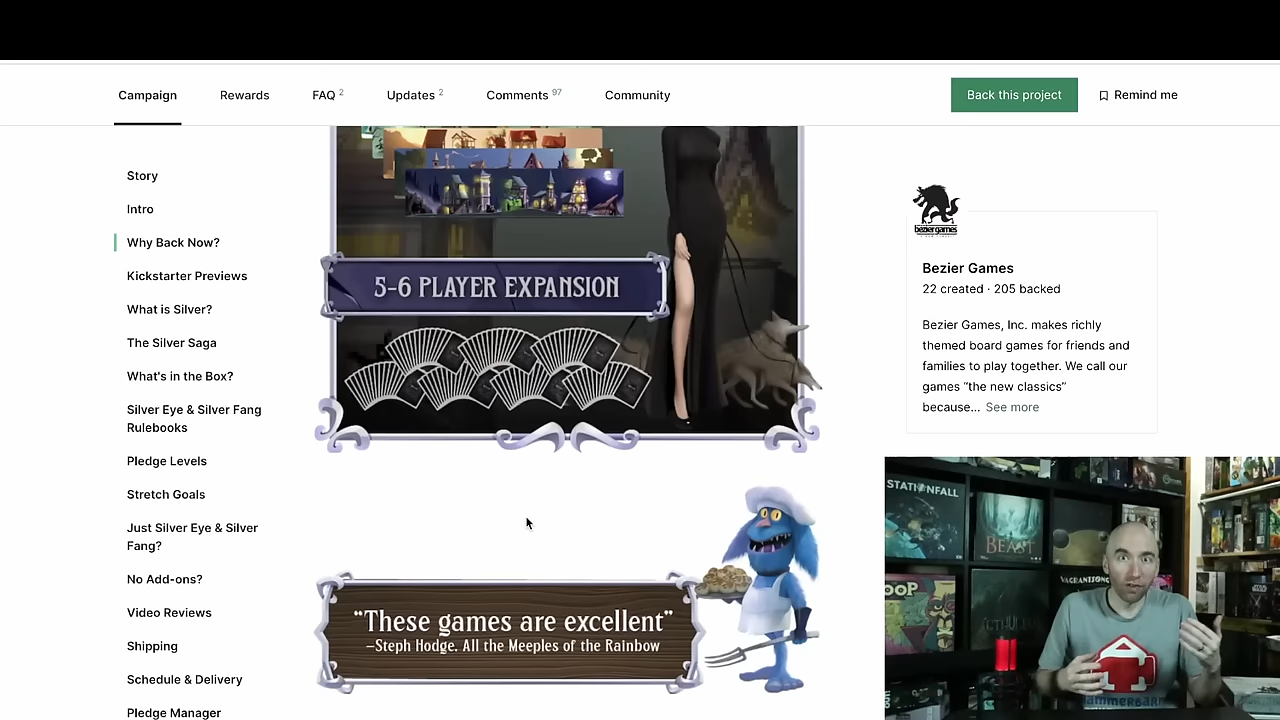 Campaign
Rewards
FAQ 2
Updates 2
Comments 97
Community
Back this project
Remind me
Story
Intro
Why Back Now?
Kickstarter Previews
What is Silver?
The Silver Saga
What's in the Box?
Silver Eye & Silver Fang
Rulebooks
Pledge Levels
Stretch Goals
Just Silver Eye & Silver
Fang?
No Add-ons?
Video Reviews
Shipping
Schedule & Delivery
Pledge Manager
5-6 PLAYER EXPANSION
“These games are excellent”
–Steph Hodge, All the Meeples of the Rainbow
bezier games
Bezier Games
22 created · 205 backed
Bezier Games, Inc. makes richly
themed board games for friends and
families to play together. We call our
games “the new classics”
because... See more
STATIONFALL
BEAST
VAGRANTSONG
CTHULHU